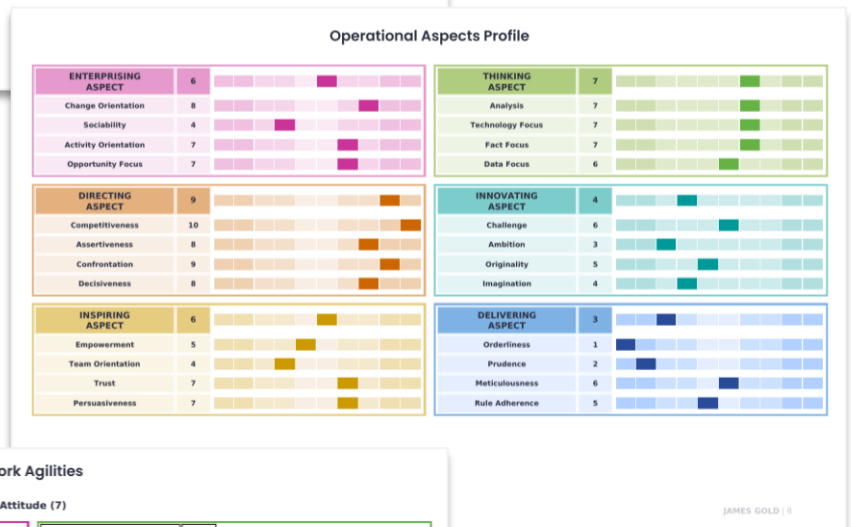 Operational Aspects Profile
ENTERPRISING
ASPECT
6
Change Orientation 8
Sociability 4
Activity Orientation 7
Opportunity Focus 7
THINKING
ASPECT
7
Analysis 7
Technology Focus 7
Fact Focus 7
Data Focus 6
DIRECTING
ASPECT
9
Competitiveness 10
Assertiveness 8
Confrontation 9
Decisiveness 8
INNOVATING
ASPECT
4
Challenge 6
Ambition 3
Originality 5
Imagination 4
INSPIRING
ASPECT
6
Empowerment 5
Team Orientation 4
Trust 7
Persuasiveness 7
DELIVERING
ASPECT
3
Orderliness 1
Prudence 2
Meticulousness 6
Rule Adherence 5
ork Agilities
Attitude (7)
JAMES GOLD | 8